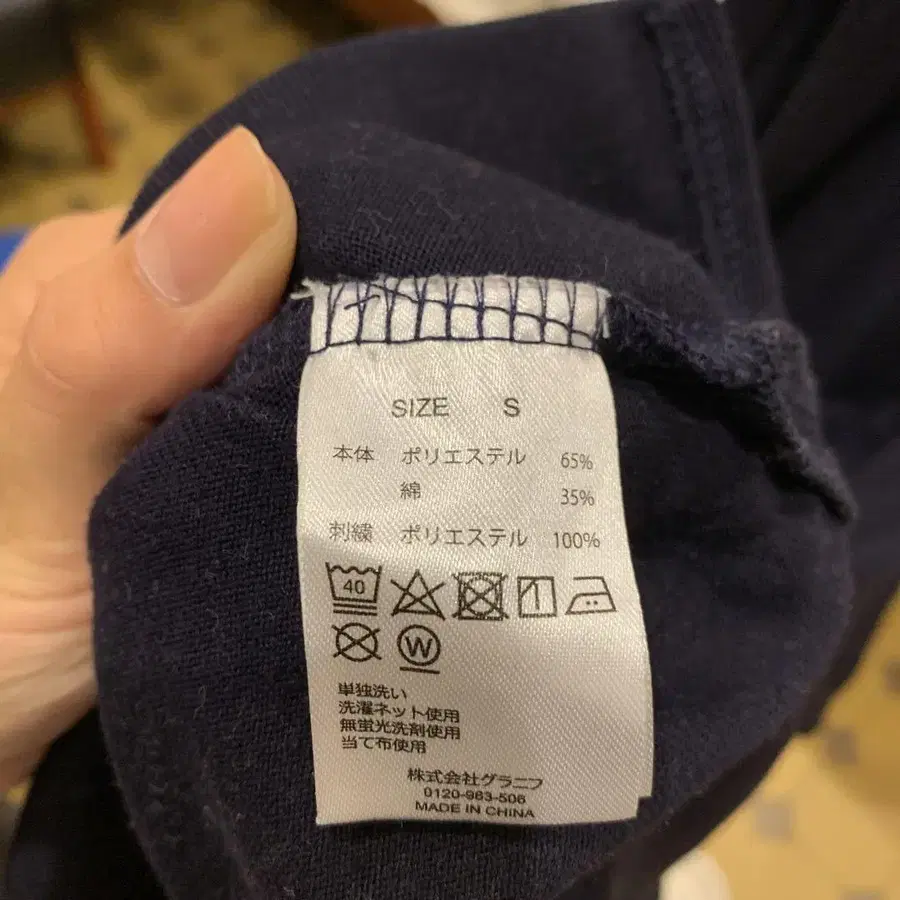 SIZE S
本体 ポリエステル 65%
綿 35%
刺繍 ポリエステル 100%
40
W
単独洗い
洗濯ネット使用
無蛍光洗剤使用
当て布使用
株式会社グラニフ
0120-983-506
MADE IN CHINA